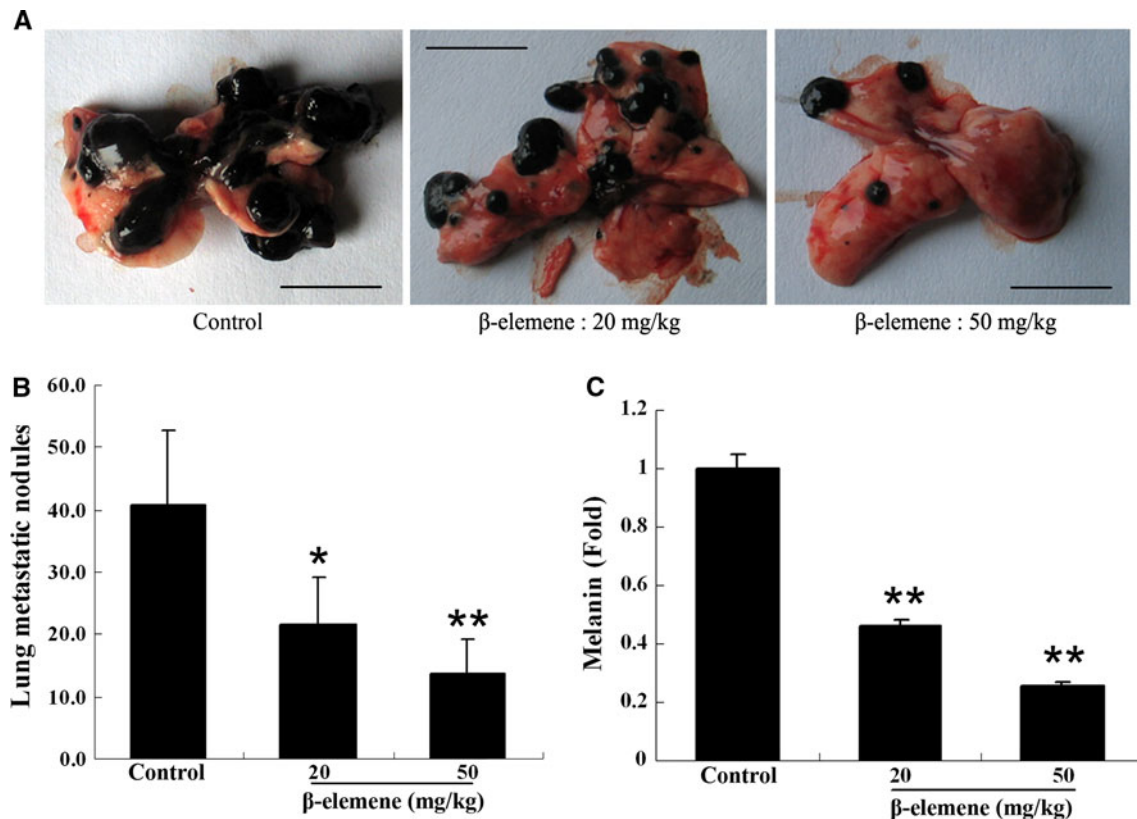 A
Control
β-elemene : 20 mg/kg
β-elemene : 50 mg/kg
B
60.0
50.0
40.0
30.0
20.0
10.0
0.0
Lung metastatic nodules
*
**
Control
20
50
β-elemene (mg/kg)
C
1.2
1
0.8
0.6
0.4
0.2
0
Melanin (Fold)
**
**
Control
20
50
β-elemene (mg/kg)